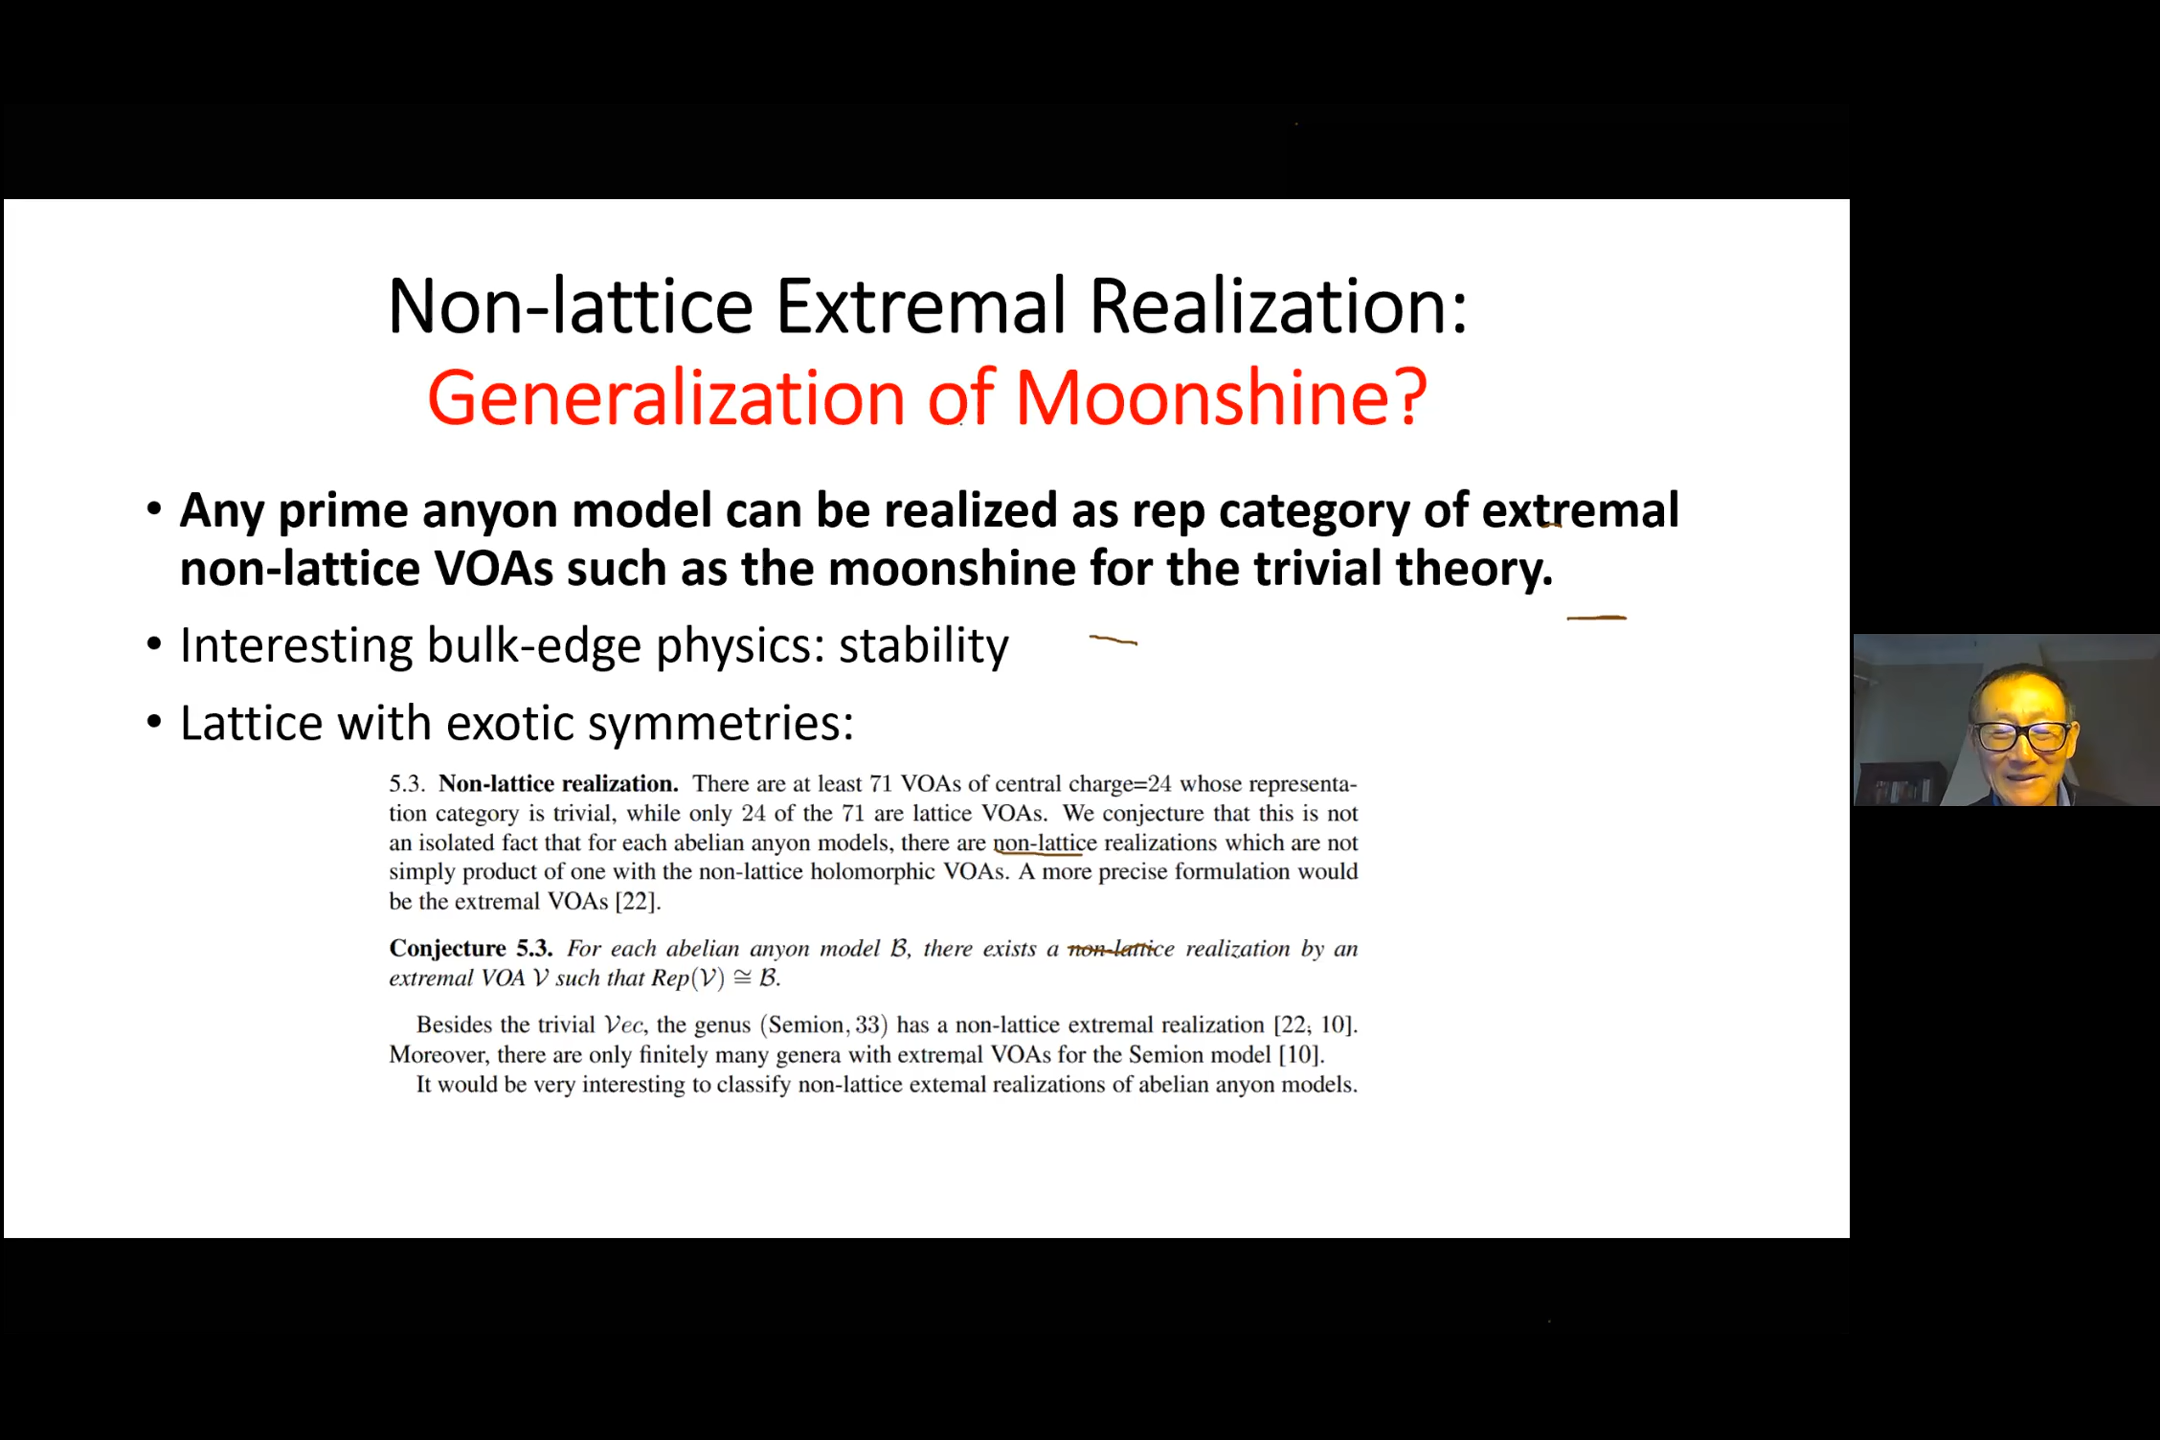 Non-lattice Extremal Realization:
Generalization of Moonshine?
• Any prime anyon model can be realized as rep category of extremal
non-lattice VOAs such as the moonshine for the trivial theory.
• Interesting bulk-edge physics: stability
• Lattice with exotic symmetries:
5.3. Non-lattice realization. There are at least 71 VOAs of central charge=24 whose representa-
tion category is trivial, while only 24 of the 71 are lattice VOAs. We conjecture that this is not
an isolated fact that for each abelian anyon models, there are non-lattice realizations which are not
simply product of one with the non-lattice holomorphic VOAs. A more precise formulation would
be the extremal VOAs [22].
Conjecture 5.3. For each abelian anyon model ℬ, there exists a non-lattice realization by an
extremal VOA 𝒱 such that Rep(𝒱) ≅ ℬ.
Besides the trivial 𝒱ec, the genus (Semion, 33) has a non-lattice extremal realization [22, 10].
Moreover, there are only finitely many genera with extremal VOAs for the Semion model [10].
It would be very interesting to classify non-lattice extemal realizations of abelian anyon models.